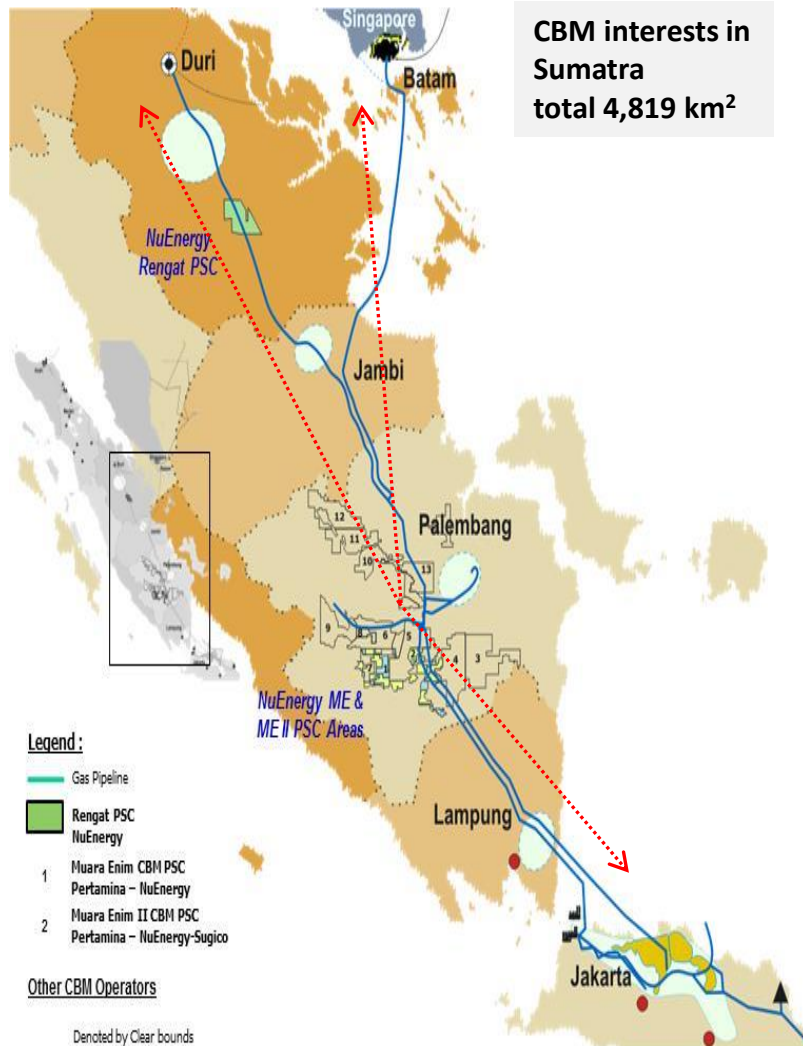 CBM interests in
Sumatra
total 4,819 km²
Singapore
Duri
Batam
NuEnergy
Rengat PSC
Jambi
Palembang
12
11
10
13
9
8
6
5
4
3
2
1
NuEnergy ME &
ME II PSC Areas
Lampung
Jakarta
Legend :
Gas Pipeline
Rengat PSC
NuEnergy
1 Muara Enim CBM PSC
Pertamina – NuEnergy
2 Muara Enim II CBM PSC
Pertamina – NuEnergy-Sugico
Other CBM Operators
Denoted by Clear bounds